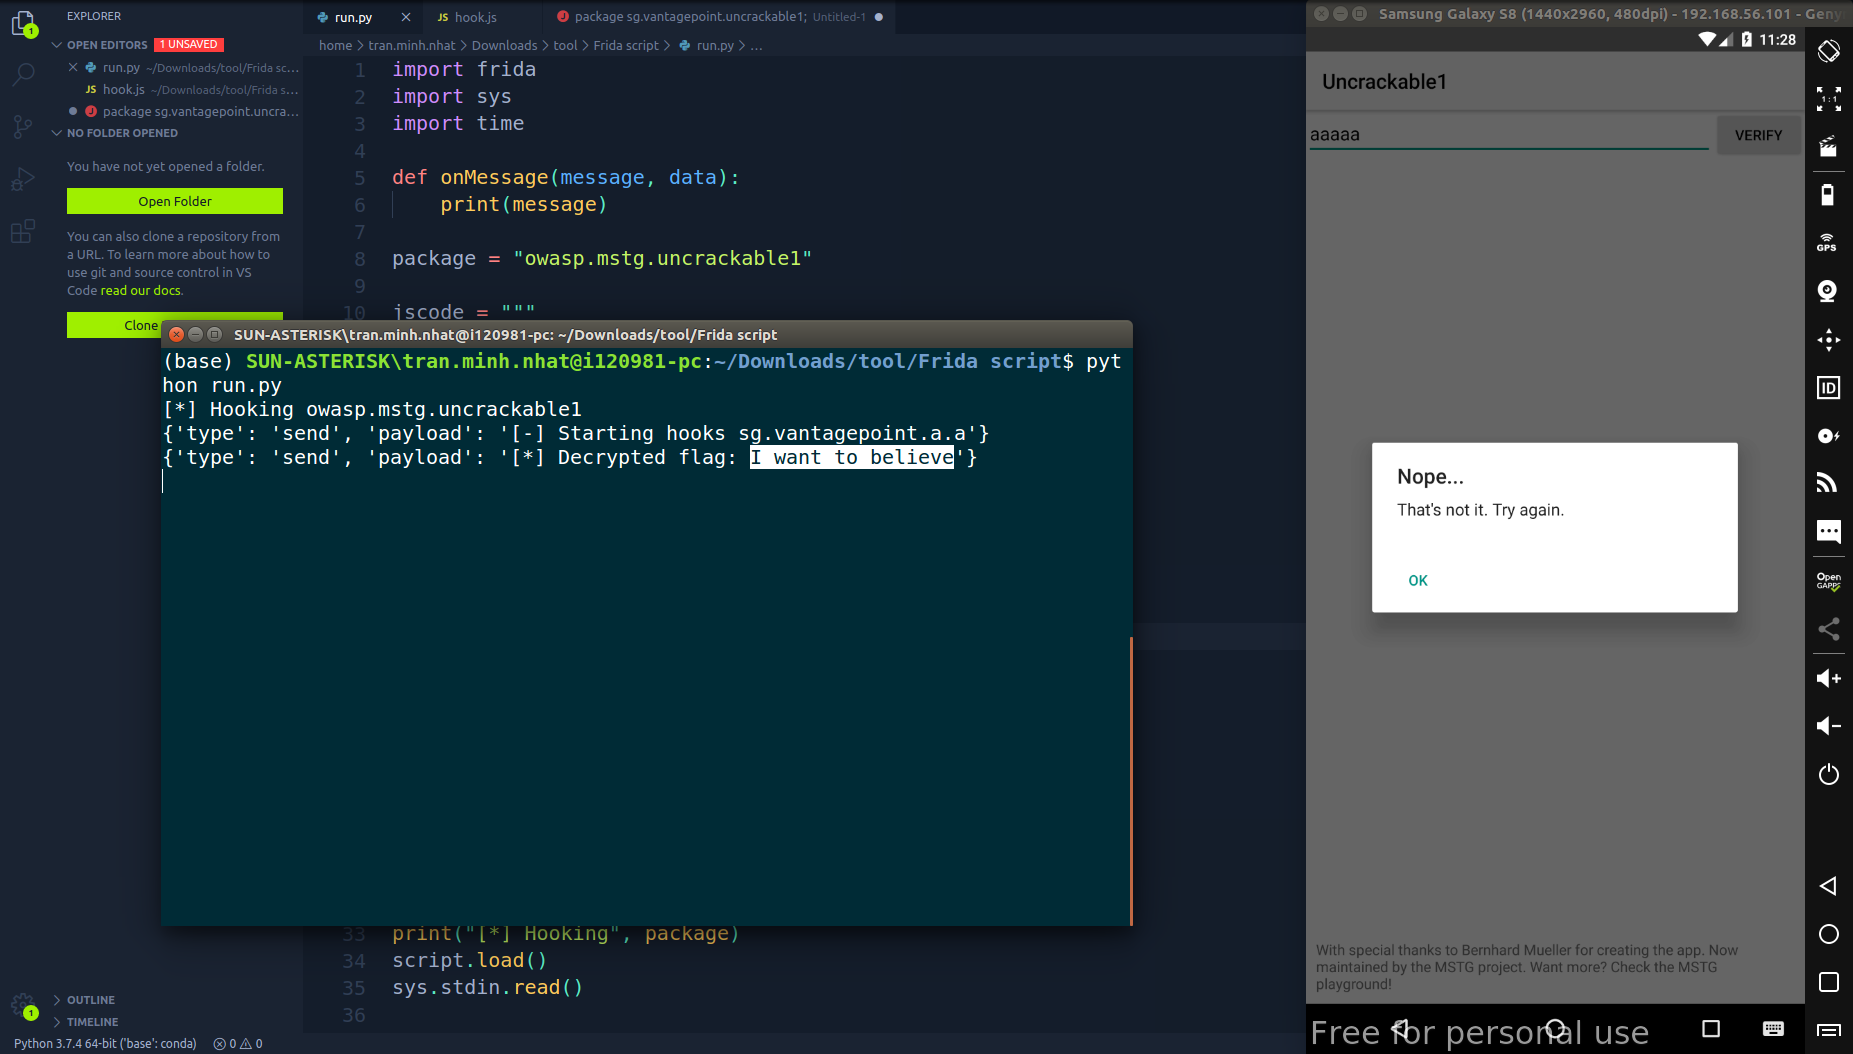 EXPLORER
OPEN EDITORS 1 UNSAVED
run.py ~/Downloads/tool/Frida sc...
JS hook.js ~/Downloads/tool/Frida s...
J package sg.vantagepoint.uncra...
NO FOLDER OPENED
You have not yet opened a folder.
Open Folder
You can also clone a repository from
a URL. To learn more about how to
use git and source control in VS
Code read our docs.
Clone
OUTLINE
TIMELINE
1
1
Python 3.7.4 64-bit ('base': conda) 0 0
run.py
JS hook.js
J package sg.vantagepoint.uncrackable1; Untitled-1
home > tran.minh.nhat > Downloads > tool > Frida script > run.py > ...
1 import frida
2 import sys
3 import time
4
5 def onMessage(message, data):
6 print(message)
7
8 package = "owasp.mstg.uncrackable1"
9
10 jscode = """
SUN-ASTERISK\tran.minh.nhat@i120981-pc: ~/Downloads/tool/Frida script
(base) SUN-ASTERISK\tran.minh.nhat@i120981-pc:~/Downloads/tool/Frida script$ pyt
hon run.py
[*] Hooking owasp.mstg.uncrackable1
{'type': 'send', 'payload': '[-] Starting hooks sg.vantagepoint.a.a'}
{'type': 'send', 'payload': '[*] Decrypted flag: I want to believe'}
33 print("[*] Hooking", package)
34 script.load()
35 sys.stdin.read()
36
Samsung Galaxy S8 (1440x2960, 480dpi) - 192.168.56.101 - Geny
11:28
Uncrackable1
aaaaa
VERIFY
Nope...
That's not it. Try again.
OK
With special thanks to Bernhard Mueller for creating the app. Now
maintained by the MSTG project. Want more? Check the MSTG
playground!
Free for personal use
1:1
GPS
ID
Open
GAPPS